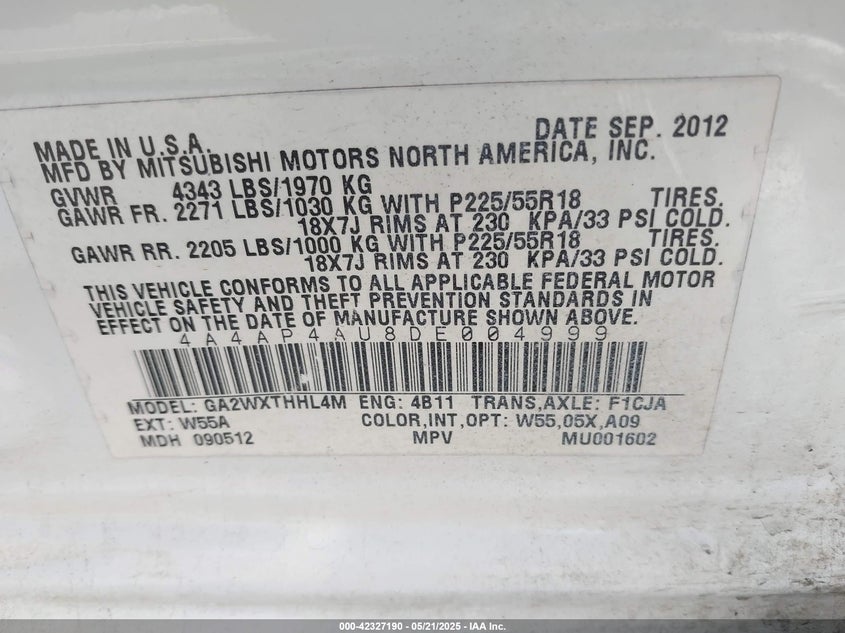 DATE SEP. 2012
MADE IN U.S.A.
MFD BY MITSUBISHI MOTORS NORTH AMERICA, INC.
GVWR 4343 LBS/1970 KG
GAWR FR. 2271 LBS/1030 KG WITH P225/55R18 TIRES.
18X7J RIMS AT 230 KPA/33 PSI COLD.
GAWR RR. 2205 LBS/1000 KG WITH P225/55R18 TIRES.
18X7J RIMS AT 230 KPA/33 PSI COLD.
THIS VEHICLE CONFORMS TO ALL APPLICABLE FEDERAL MOTOR
VEHICLE SAFETY AND THEFT PREVENTION STANDARDS IN
EFFECT ON THE DATE OF MANUFACTURE SHOWN ABOVE.
4A4AP4AU8DE004999
MODEL: GA2WXTHHL4M ENG: 4B11 TRANS,AXLE: F1CJA
EXT: W55A COLOR,INT,OPT: W55,05X,A09
MDH 090512 MPV MU001602
000-42327190 - 05/21/2025 - IAA Inc.